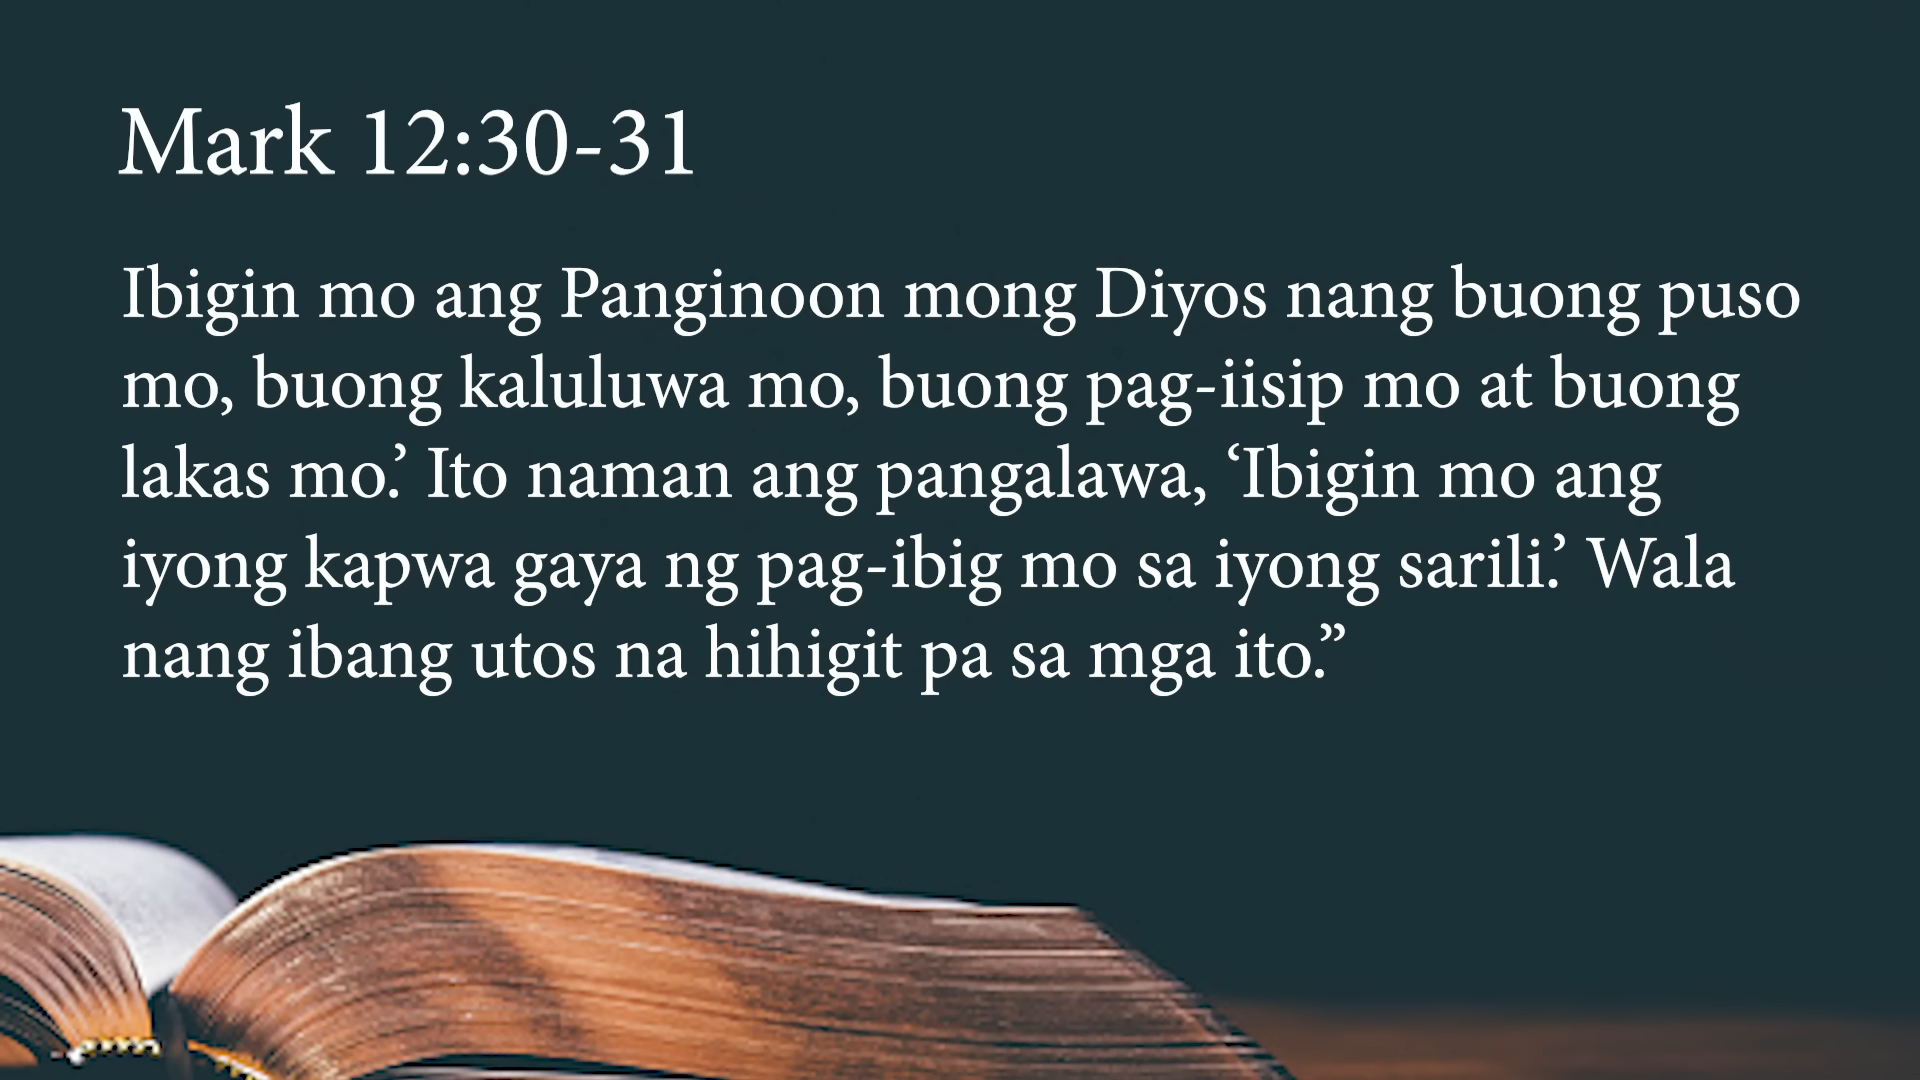 Mark 12:30-31
Ibigin mo ang Panginoon mong Diyos nang buong puso
mo, buong kaluluwa mo, buong pag-iisip mo at buong
lakas mo.’ Ito naman ang pangalawa, ‘Ibigin mo ang
iyong kapwa gaya ng pag-ibig mo sa iyong sarili.’ Wala
nang ibang utos na hihigit pa sa mga ito.”